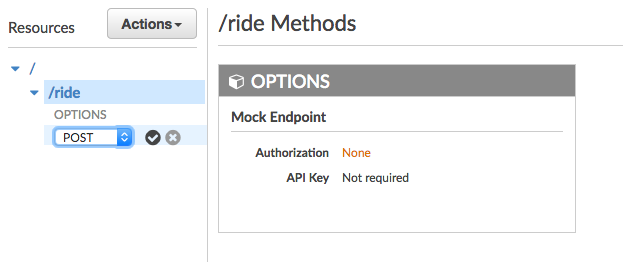 Resources
Actions
/
/ride
OPTIONS
POST
/ride Methods
OPTIONS
Mock Endpoint
Authorization None
API Key Not required